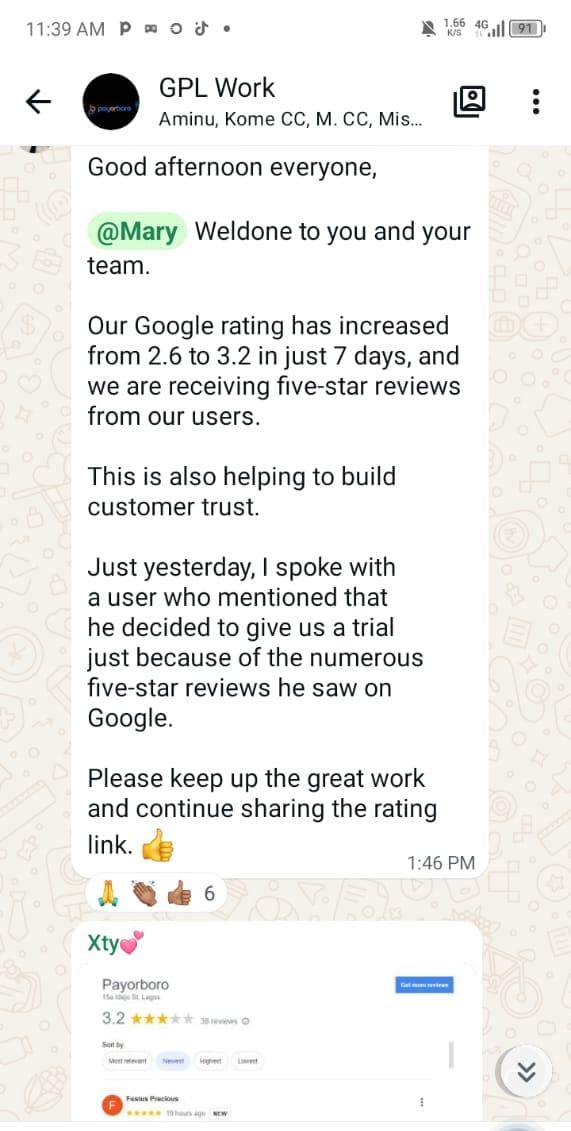 11:39 AM
1.66 K/S 4G 91
GPL Work
payorboro
Aminu, Kome CC, M. CC, Mis...
Good afternoon everyone,
@Mary Weldone to you and your
team.
Our Google rating has increased
from 2.6 to 3.2 in just 7 days, and
we are receiving five-star reviews
from our users.
This is also helping to build
customer trust.
Just yesterday, I spoke with
a user who mentioned that
he decided to give us a trial
just because of the numerous
five-star reviews he saw on
Google.
Please keep up the great work
and continue sharing the rating
link. 👍
1:46 PM
🙏 👏🏾 👍🏾 6
Xty💕
Payorboro
Get more reviews
15a Idejo St. Lagos
3.2 38 reviews
Sort by
Most relevant Newest Highest Lowest
F Festus Precious
19 hours ago NEW